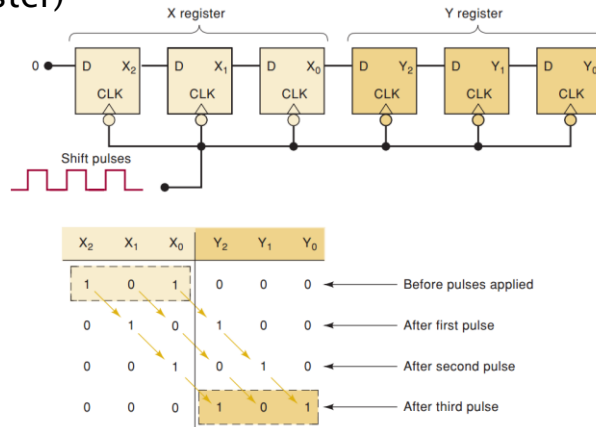 ster)
X register Y register
0 D X₂ D X₁ D X₀ D Y₂ D Y₁ D Y₀
CLK CLK CLK CLK CLK CLK
Shift pulses
X₂ X₁ X₀ Y₂ Y₁ Y₀
1 0 1 0 0 0 Before pulses applied
0 1 0 1 0 0 After first pulse
0 0 1 0 1 0 After second pulse
0 0 0 1 0 1 After third pulse